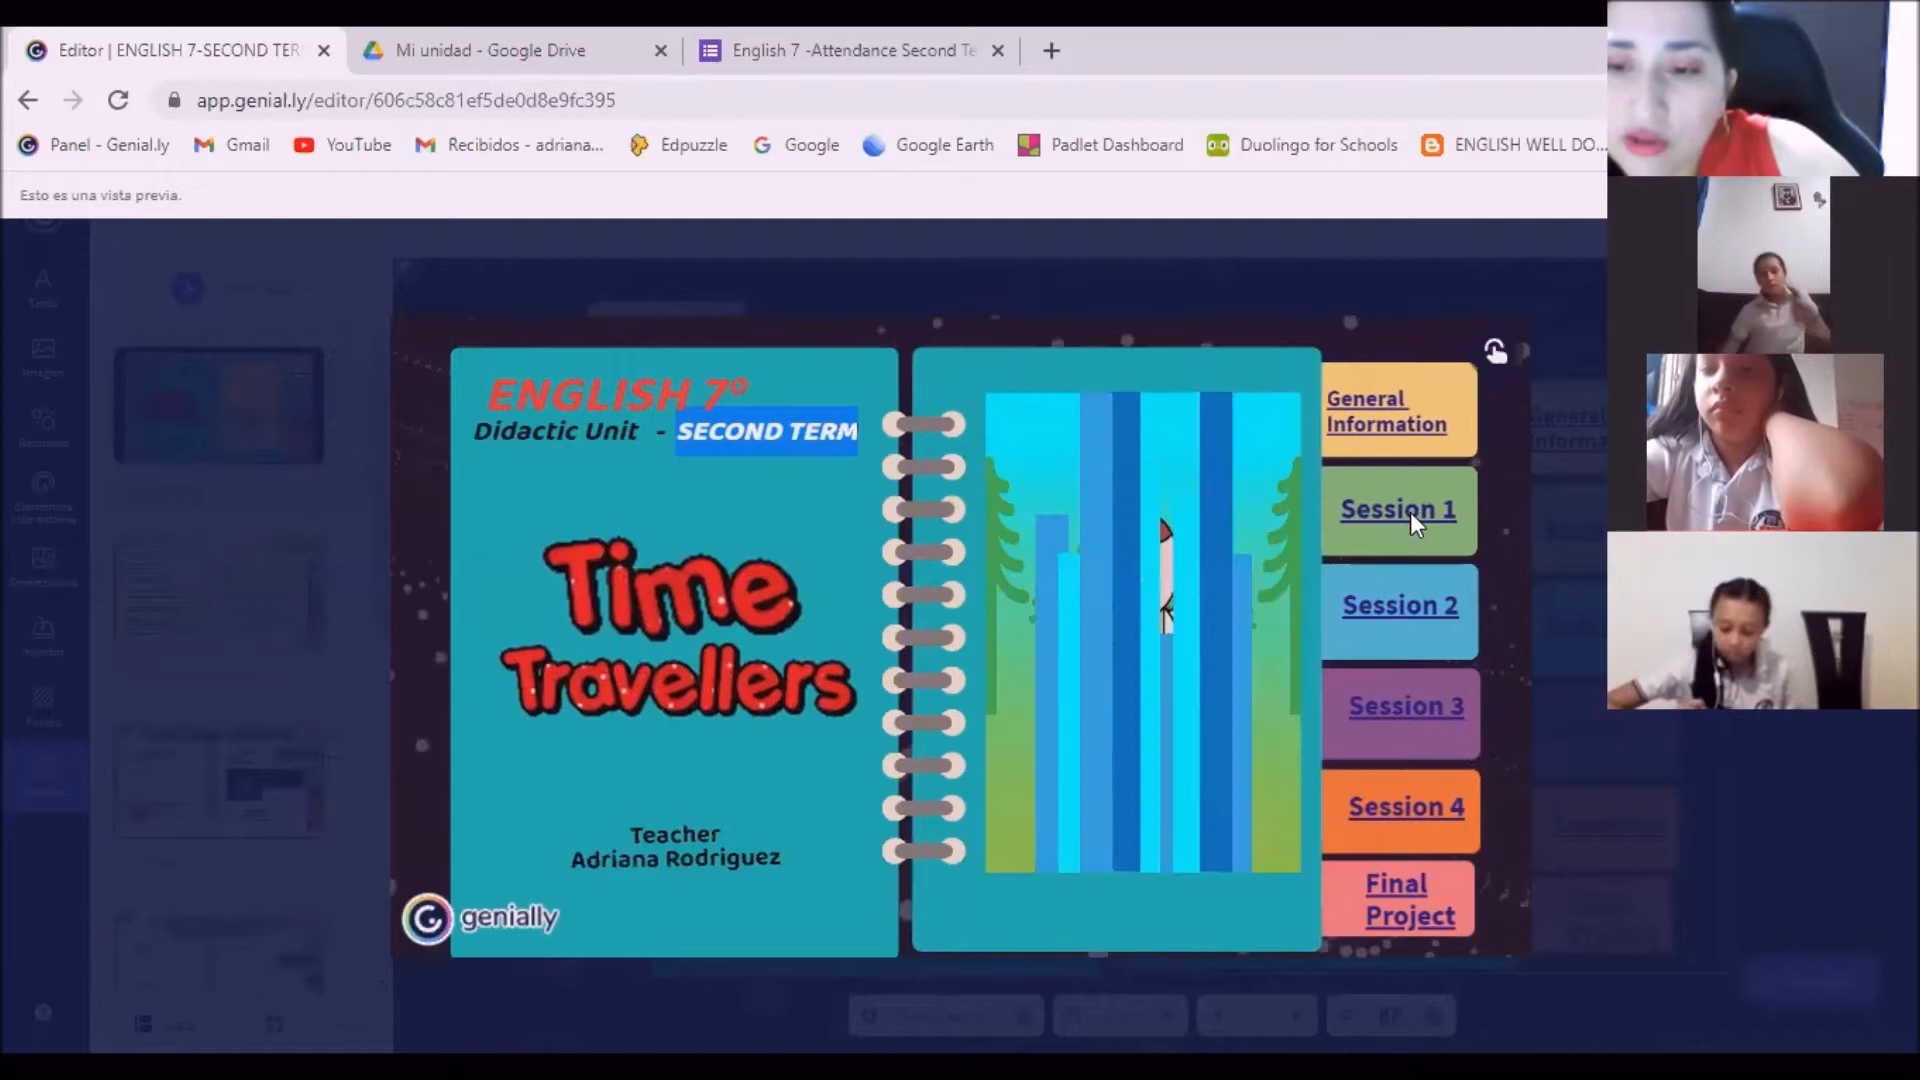 Editor | ENGLISH 7-SECOND TER
Mi unidad - Google Drive
English 7 -Attendance Second Te
app.genial.ly/editor/606c58c81ef5de0d8e9fc395
Panel - Genial.ly
Gmail
YouTube
Recibidos - adriana...
Edpuzzle
Google
Google Earth
Padlet Dashboard
Duolingo for Schools
ENGLISH WELL DO...
Esto es una vista previa.
ENGLISH 7º
Didactic Unit - SECOND TERM
Time
Travellers
Teacher
Adriana Rodriguez
genially
General
Information
Session 1
Session 2
Session 3
Session 4
Final
Project